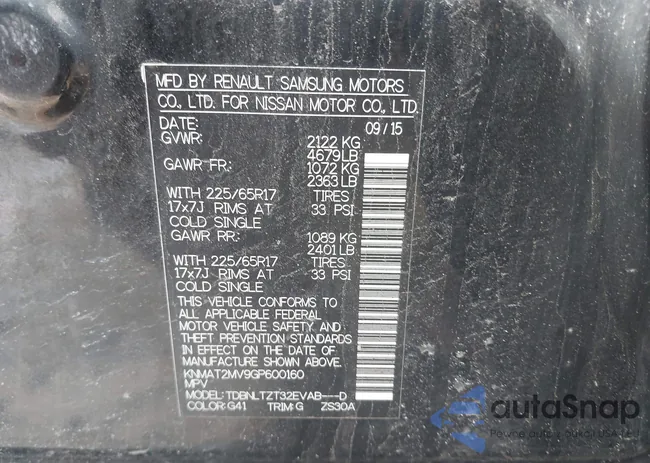 MFD BY RENAULT SAMSUNG MOTORS
CO., LTD. FOR NISSAN MOTOR CO., LTD.
DATE: 09/15
GVWR: 2122 KG
4679 LB
GAWR FR: 1072 KG
2363 LB
WITH 225/65R17 TIRES
17x7J RIMS AT 33 PSI
COLD SINGLE
GAWR RR: 1089 KG
2401 LB
WITH 225/65R17 TIRES
17x7J RIMS AT 33 PSI
COLD SINGLE
THIS VEHICLE CONFORMS TO
ALL APPLICABLE FEDERAL
MOTOR VEHICLE SAFETY AND
THEFT PREVENTION STANDARDS
IN EFFECT ON THE DATE OF
MANUFACTURE SHOWN ABOVE.
KNMAT2MV9GP600160
MPV
MODEL: TDBNLTZT32EVAB---D
COLOR: G41 TRIM: G ZS30A
autoSnap